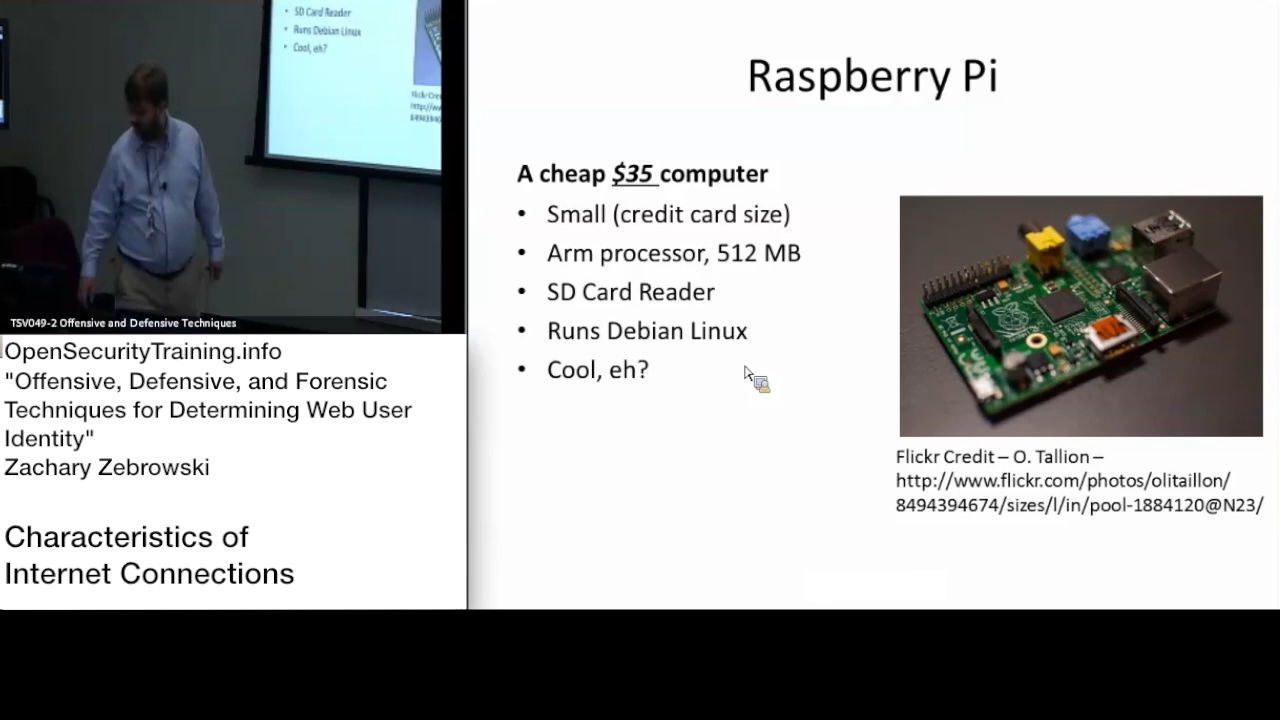 SD Card Reader
Runs Debian Linux
Cool, eh?
TSV049-2 Offensive and Defensive Techniques
OpenSecurityTraining.info
"Offensive, Defensive, and Forensic
Techniques for Determining Web User
Identity"
Zachary Zebrowski
Characteristics of
Internet Connections
Raspberry Pi
A cheap $35 computer
• Small (credit card size)
• Arm processor, 512 MB
• SD Card Reader
• Runs Debian Linux
• Cool, eh?
Flickr Credit – O. Tallion –
http://www.flickr.com/photos/olitaillon/
8494394674/sizes/l/in/pool-1884120@N23/